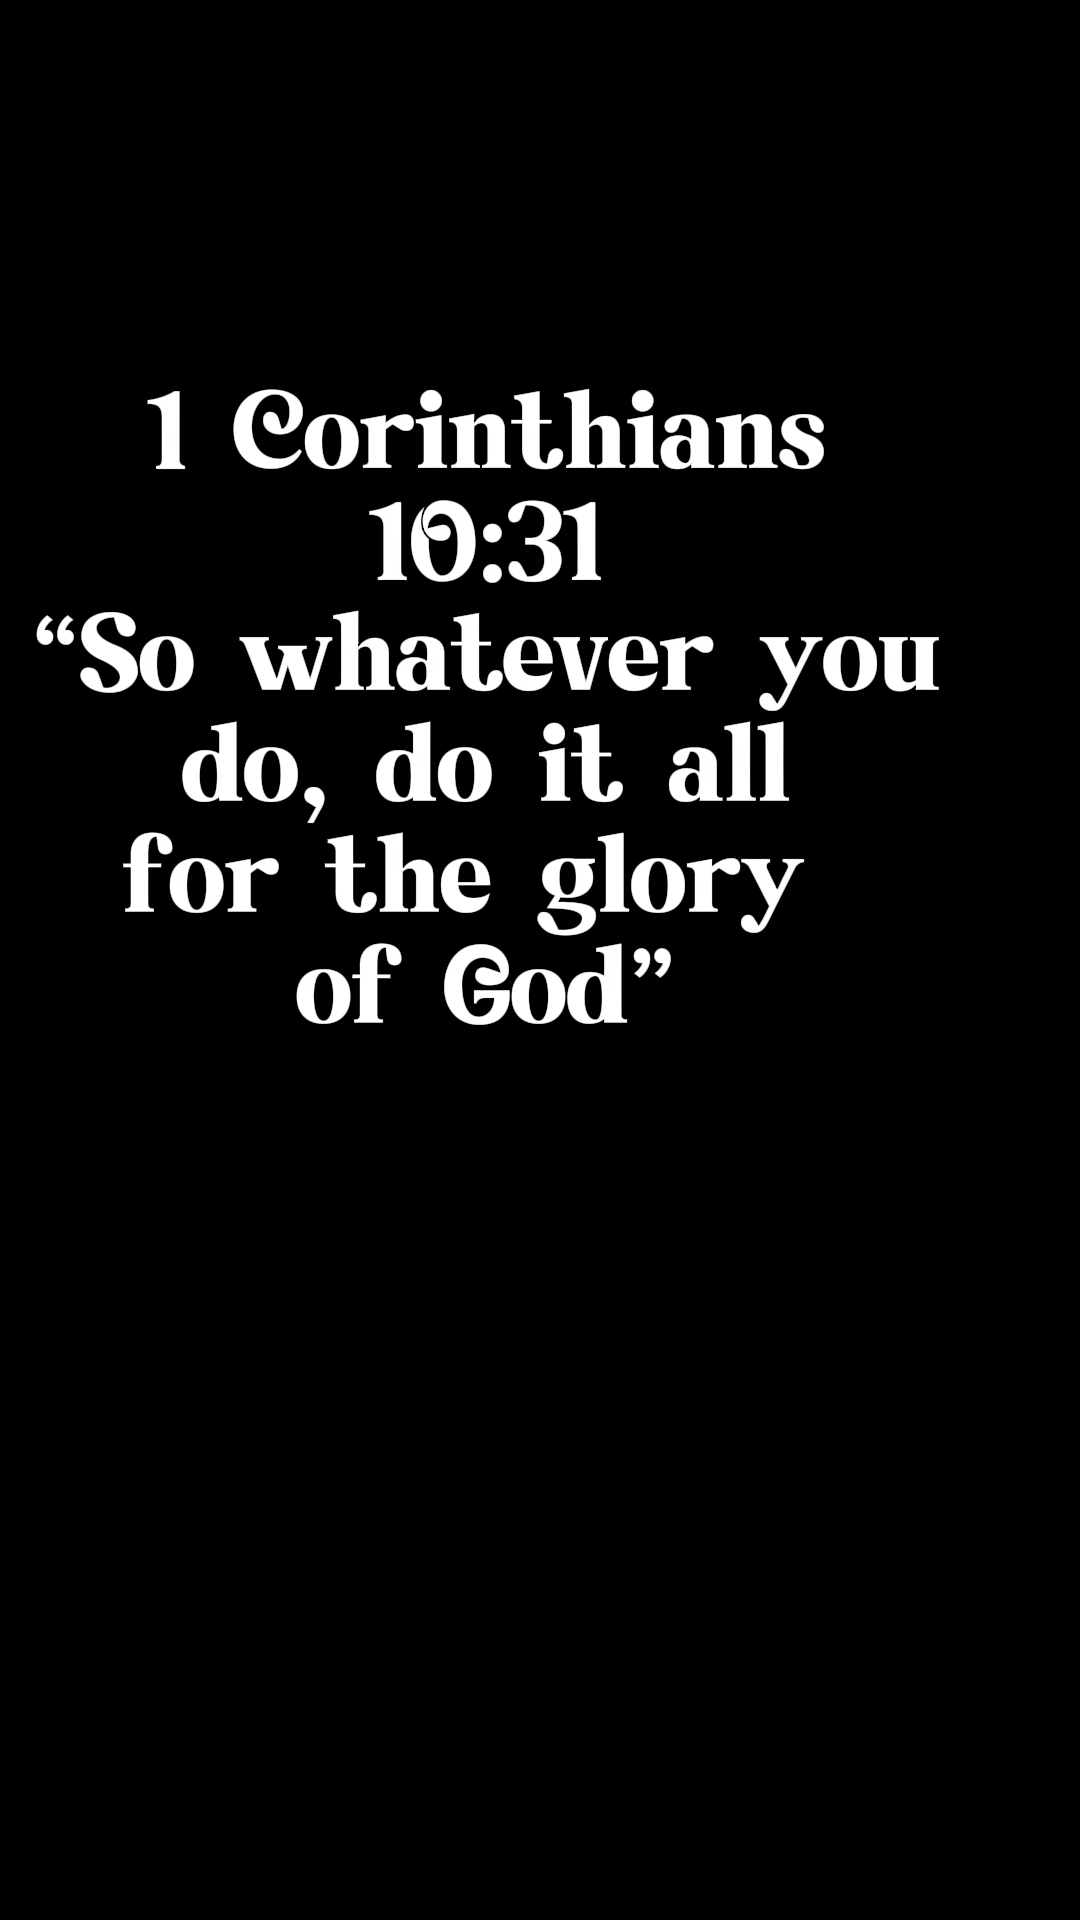 1 Corinthians
10:31
“So whatever you
do, do it all
for the glory
of God”